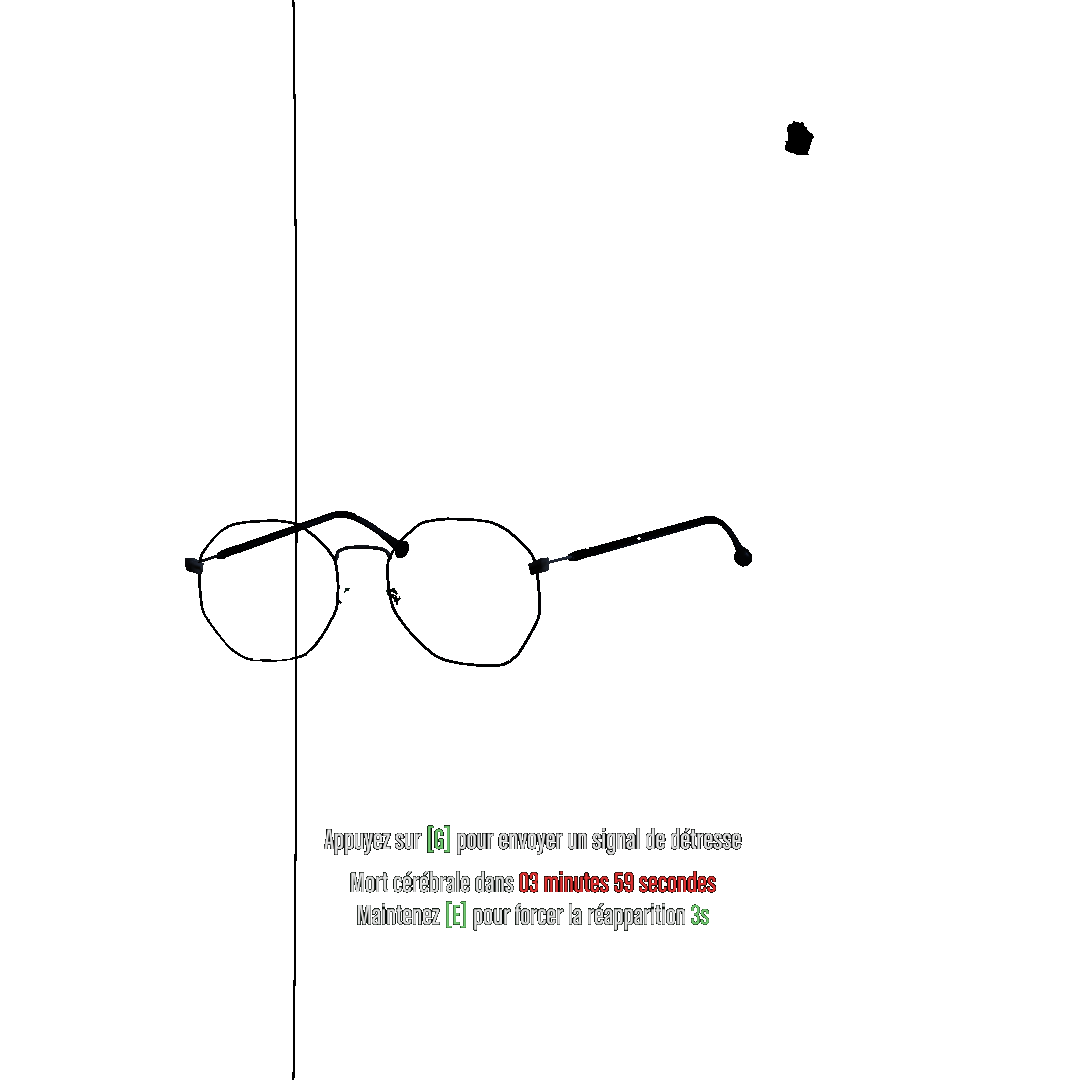 Appuyez sur [G] pour envoyer un signal de détresse
Mort cérébrale dans 03 minutes 59 secondes
Maintenez [E] pour forcer la réapparition 3s